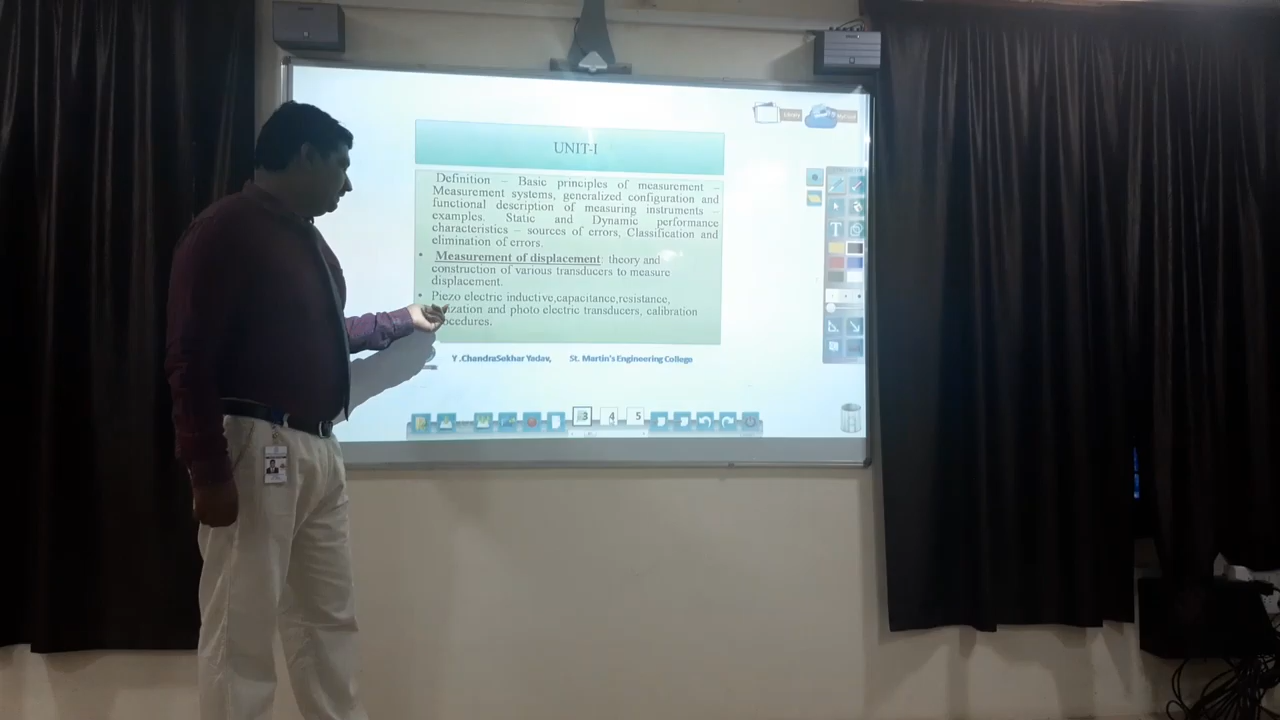 Library
UNIT-I
Definition – Basic principles of measurement –
Measurement systems, generalized configuration and
functional description of measuring instruments –
examples. Static and Dynamic performance
characteristics – sources of errors, Classification and
elimination of errors.
• Measurement of displacement: theory and
construction of various transducers to measure
displacement.
• Piezo electric inductive,capacitance,resistance,
and photo electric transducers, calibration
Y .ChandraSekhar Yadav, St. Martin's Engineering College
T
3 4 5